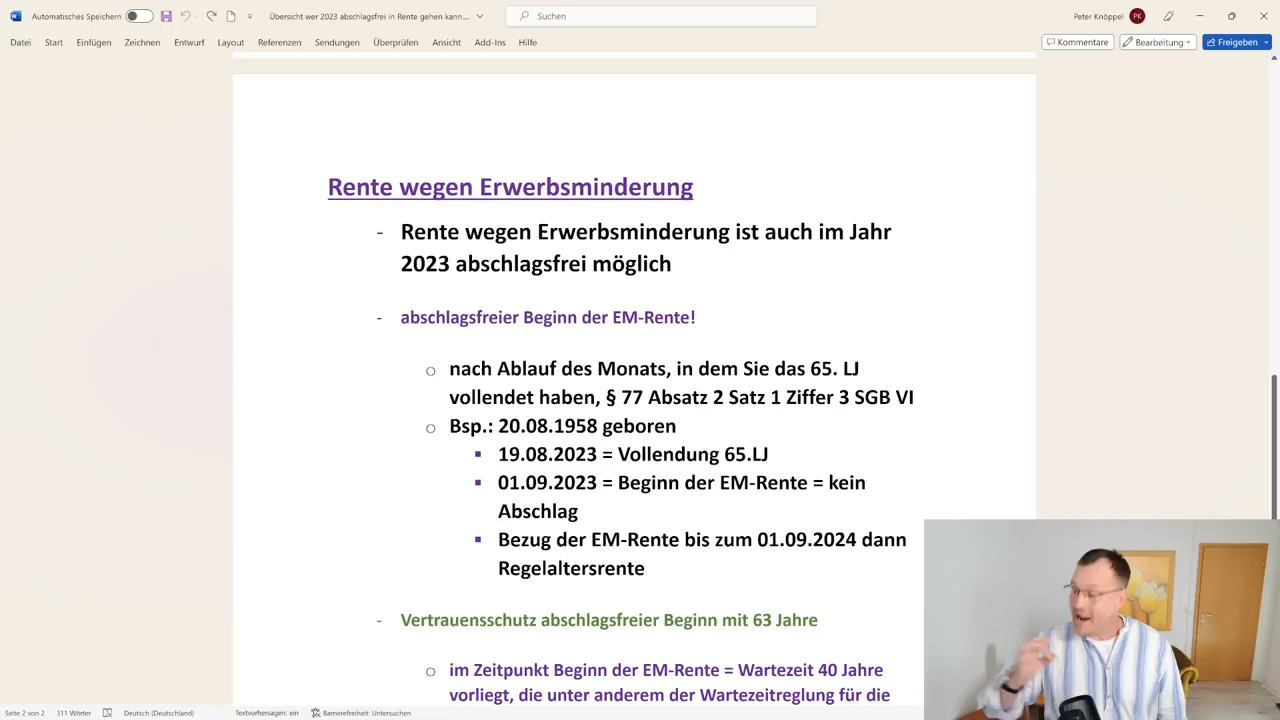 Automatisches Speichern
Übersicht wer 2023 abschlagsfrei in Rente gehen kann....
Suchen
Peter Knöppel
PK
Datei Start Einfügen Zeichnen Entwurf Layout Referenzen Sendungen Überprüfen Ansicht Add-Ins Hilfe
Kommentare
Bearbeitung
Freigeben
Rente wegen Erwerbsminderung
- Rente wegen Erwerbsminderung ist auch im Jahr
2023 abschlagsfrei möglich
- abschlagsfreier Beginn der EM-Rente!
o nach Ablauf des Monats, in dem Sie das 65. LJ
vollendet haben, § 77 Absatz 2 Satz 1 Ziffer 3 SGB VI
o Bsp.: 20.08.1958 geboren
▪ 19.08.2023 = Vollendung 65.LJ
▪ 01.09.2023 = Beginn der EM-Rente = kein
Abschlag
▪ Bezug der EM-Rente bis zum 01.09.2024 dann
Regelaltersrente
- Vertrauensschutz abschlagsfreier Beginn mit 63 Jahre
o im Zeitpunkt Beginn der EM-Rente = Wartezeit 40 Jahre
vorliegt, die unter anderem der Wartezeitreglung für die
Seite 2 von 2 311 Wörter Deutsch (Deutschland) Textvorhersagen: ein Barrierefreiheit: Untersuchen